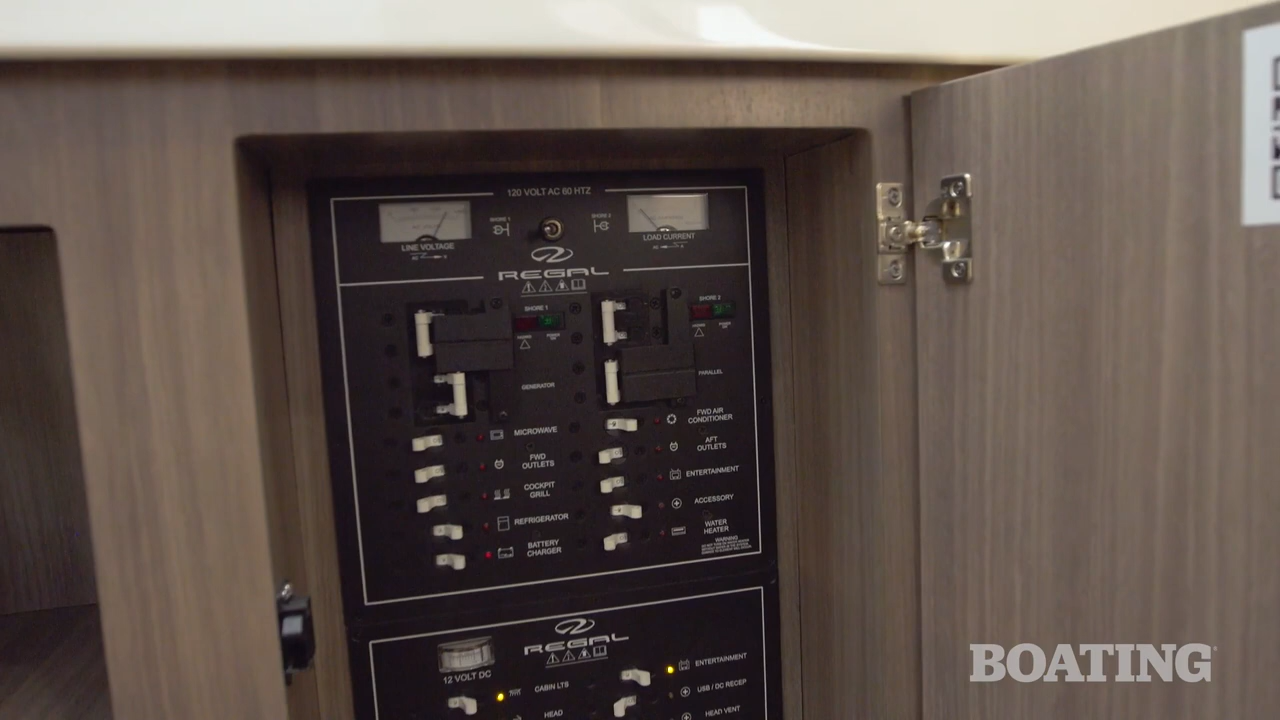 120 VOLT AC 60 HTZ
LINE VOLTAGE
SHORE 1
SHORE 2
LOAD CURRENT
REGAL
SHORE 1
SHORE 2
GENERATOR
PARALLEL
MICROWAVE
FWD
OUTLETS
COCKPIT
GRILL
REFRIGERATOR
BATTERY
CHARGER
FWD AIR
CONDITIONER
AFT
OUTLETS
ENTERTAINMENT
ACCESSORY
WATER
HEATER
WARNING
REGAL
12 VOLT DC
CABIN LTS
HEAD
ENTERTAINMENT
USB / DC RECEP
HEAD VENT
BOATING